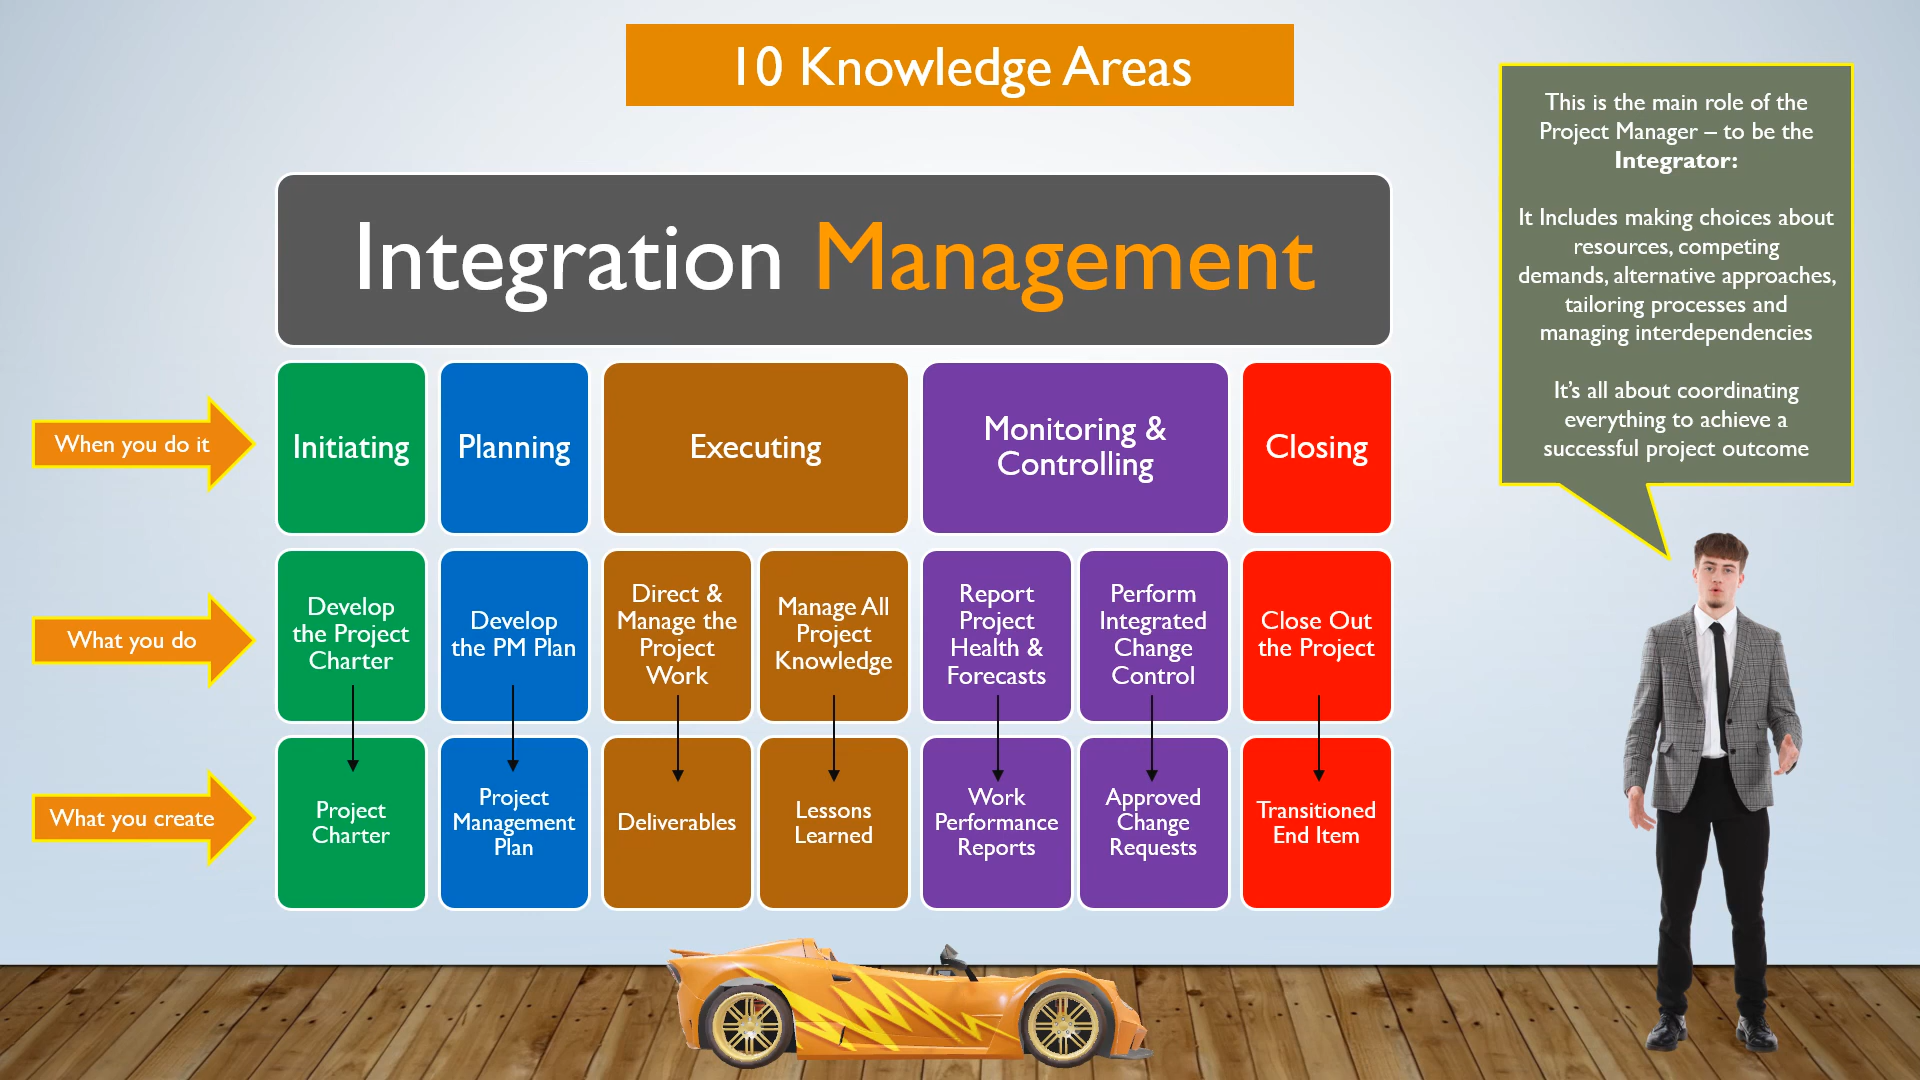 10 Knowledge Areas
This is the main role of the
Project Manager – to be the
Integrator:
It Includes making choices about
resources, competing
demands, alternative approaches,
tailoring processes and
managing interdependencies
It's all about coordinating
everything to achieve a
successful project outcome
Integration Management
When you do it
Initiating
Planning
Executing
Monitoring &
Controlling
Closing
What you do
Develop
the Project
Charter
Develop
the PM Plan
Direct &
Manage the
Project
Work
Manage All
Project
Knowledge
Report
Project
Health &
Forecasts
Perform
Integrated
Change
Control
Close Out
the Project
What you create
Project
Charter
Project
Management
Plan
Deliverables
Lessons
Learned
Work
Performance
Reports
Approved
Change
Requests
Transitioned
End Item